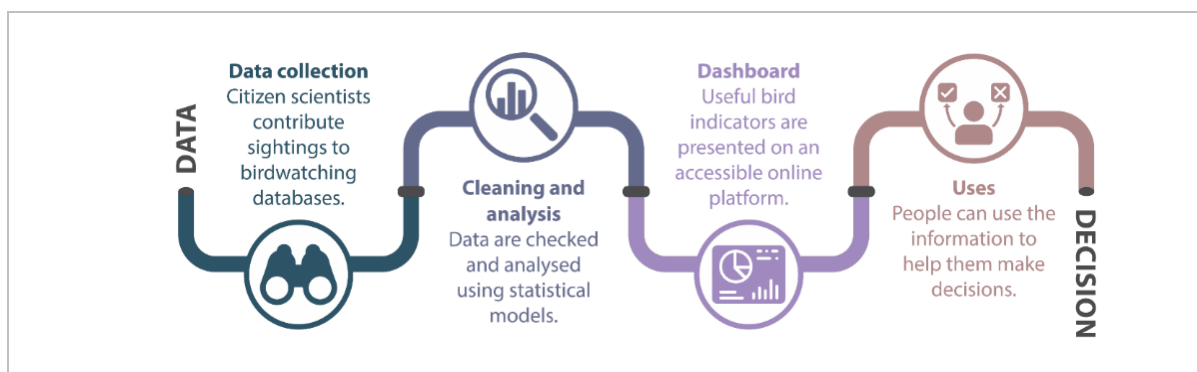 DATA
Data collection
Citizen scientists
contribute
sightings to
birdwatching
databases.
Cleaning and
analysis
Data are checked
and analysed
using statistical
models.
Dashboard
Useful bird
indicators are
presented on an
accessible online
platform.
Uses
People can use the
information to
help them make
decisions.
DECISION